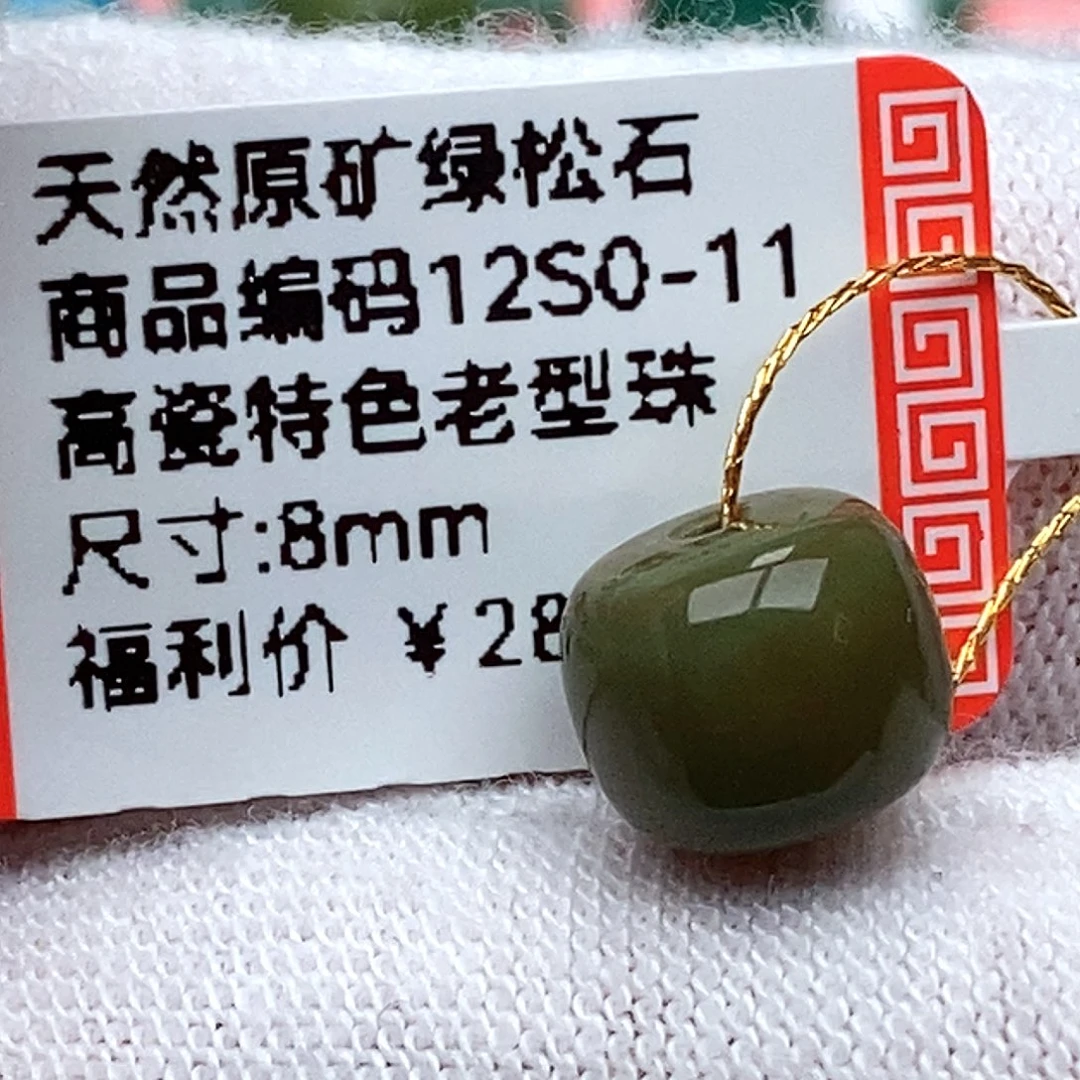 天然原矿绿松石
商品编码12SO-11
高瓷特色老型珠
尺寸:8mm
福利价 ¥28